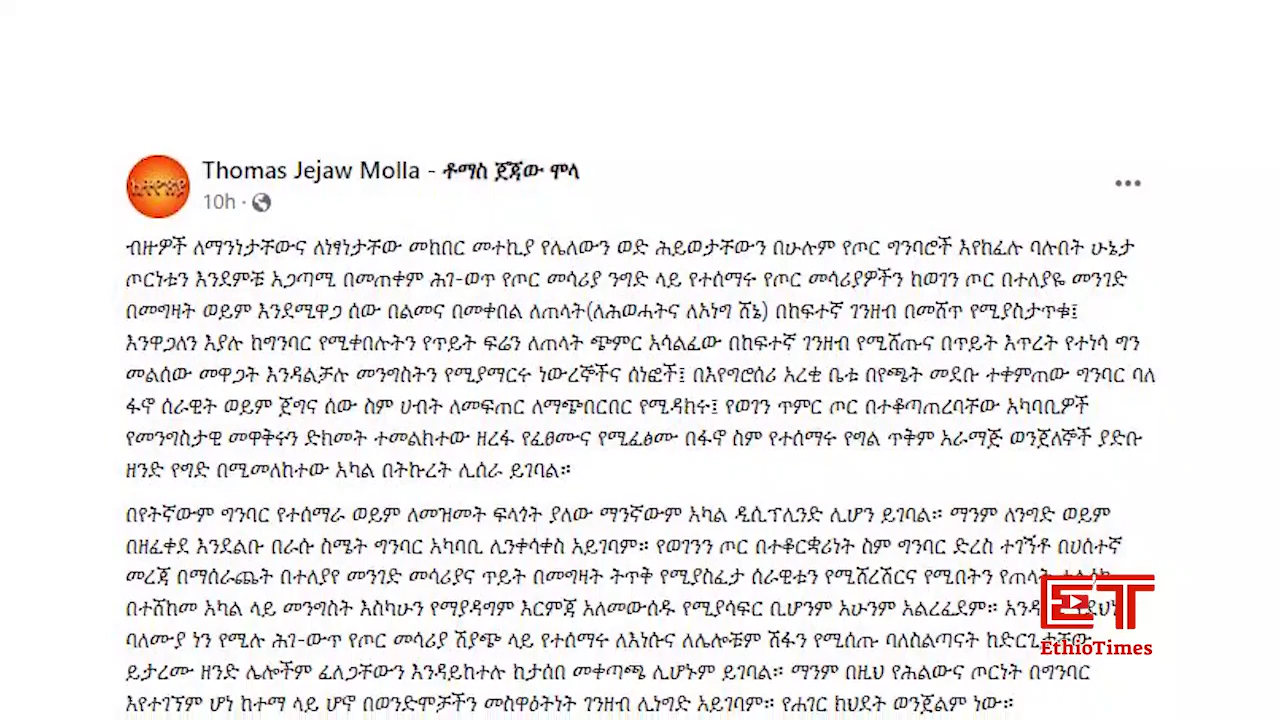 ኢትዮጵያ
Thomas Jejaw Molla - ቶማስ ጀጃው ሞላ
10h ·
ብዙዎች ለማንነታቸውና ለነፃነታቸው መከበር መተኪያ የሌለውን ወድ ሕይወታቸውን በሁሉም የጦር ግንባሮች እየከፈሉ ባሉበት ሁኔታ
ጦርነቱን እንደምቹ አጋጣሚ በመጠቀም ሕገ-ወጥ የጦር መሳሪያ ንግድ ላይ የተሰማሩ የጦር መሳሪያዎችን ከወገን ጦር በተለያዬ መንገድ
በመግዛት ወይም እንደሚዋጋ ሰው በልመና በመቀበል ለጠላት(ለሕወሐትና ለኦነግ ሸኔ) በከፍተኛ ገንዘብ በመሸጥ የሚያስታጥቁ፤
እንዋጋለን እያሉ ከግንባር የሚቀበሉትን የጥይት ፍሬን ለጠላት ጭምር አሳልፈው በከፍተኛ ገንዘብ የሚሸጡና በጥይት እጥረት የተነሳ ግን
መልሰው መዋጋት እንዳልቻሉ መንግስትን የሚያማርሩ ነውረኞችና ሰነፎች፤ በእየግሮሰሪ አረቂ ቤቱ በየጫት መደቡ ተቀምጠው ግንባር ባለ
ፋኖ ሰራዊት ወይም ጀግና ሰው ስም ሀብት ለመፍጠር ለማጭበርበር የሚዳክሩ፤ የወገን ጥምር ጦር በተቆጣጠረባቸው አካባቢዎች
የመንግስታዊ መዋቅሩን ድክመት ተመልክተው ዘረፋ የፈፀሙና የሚፈፅሙ በፋኖ ስም የተሰማሩ የግል ጥቅም አራማጅ ወንጀለኞች ያድቡ
ዘንድ የግድ በሚመለከተው አካል በትኩረት ሊሰራ ይገባል።
በየትኛውም ግንባር የተሰማራ ወይም ለመዝመት ፍላጎት ያለው ማንኛውም አካል ዲሲፕሊንድ ሊሆን ይገባል። ማንም ለንግድ ወይም
በዘፈቀደ እንደልቡ በራሱ ስሜት ግንባር አካባቢ ሊንቀሳቀስ አይገባም። የወገንን ጦር በተቆርቋሪነት ስም ግንባር ድረስ ተገኝቶ በሀሰተኛ
መረጃ በማሰራጨት በተለያየ መንገድ መሳሪያና ጥይት በመግዛት ትጥቅ የሚያስፈታ ሰራዊቱን የሚሸረሽርና የሚበትን የጠላት
በተሸከመ አካል ላይ መንግስት እስካሁን የማያዳግም እርምጃ አለመውሰዱ የሚያሳፍር ቢሆንም አሁንም አልረፈደም።
ባለሙያ ነን የሚሉ ሕገ-ውጥ የጦር መሳሪያ ሽያጭ ላይ የተሰማሩ ለእነሱና ለሌሎቹም ሽፋን የሚሰጡ ባለስልጣናት ከድርጊታቸው
ይታረሙ ዘንድ ሌሎችም ፈለጋቸውን እንዳይከተሉ ከታሰበ መቀጣጫ ሊሆኑም ይገባል። ማንም በዚህ የሕልውና ጦርነት በግንባር
እየተገኘም ሆነ ከተማ ላይ ሆኖ በወንድሞቻችን መስዋዕትነት ገንዘብ ሊነግድ አይገባም። የሐገር ክህደት ወንጀልም ነው።
ET
EthioTimes